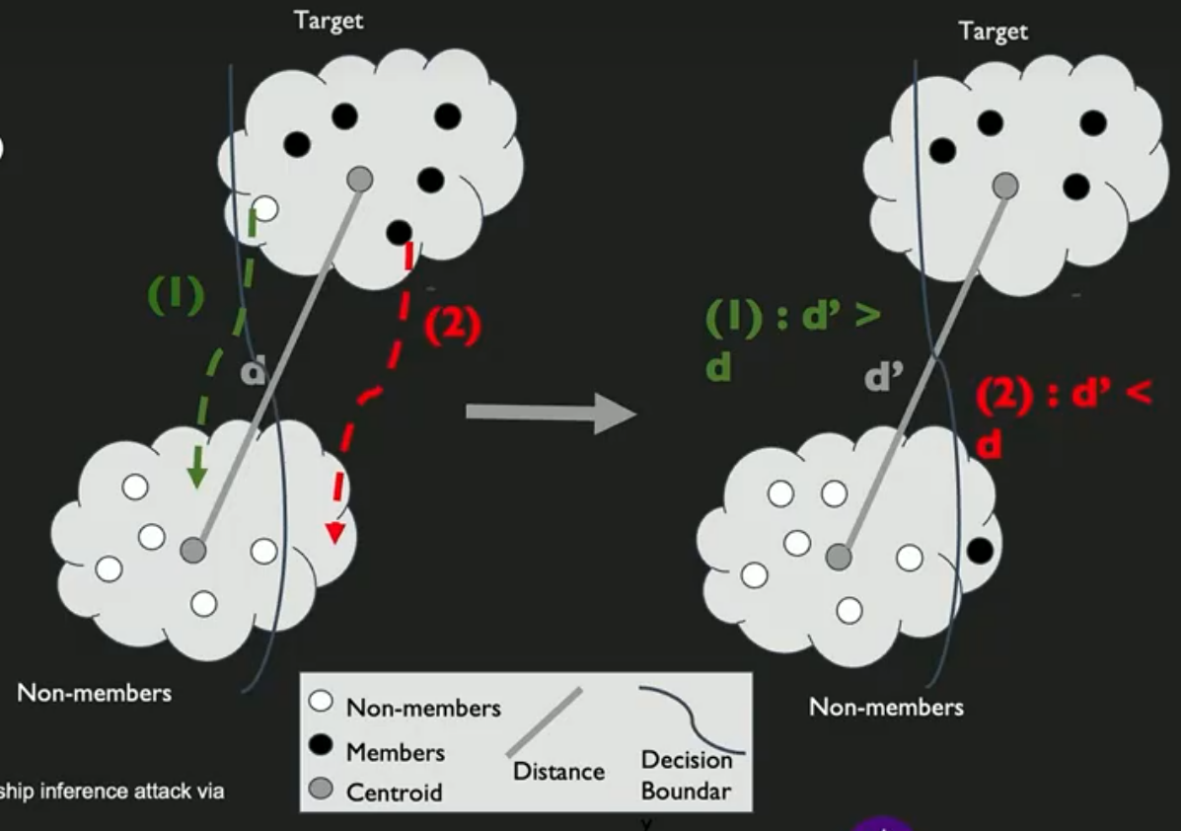 Target
Target
(1)
(2)
d
(1) : d’ >
d
d’
(2) : d’ <
d
Non-members
Non-members
Non-members
Members
Centroid
Distance
Decision
Boundar
y
ship inference attack via